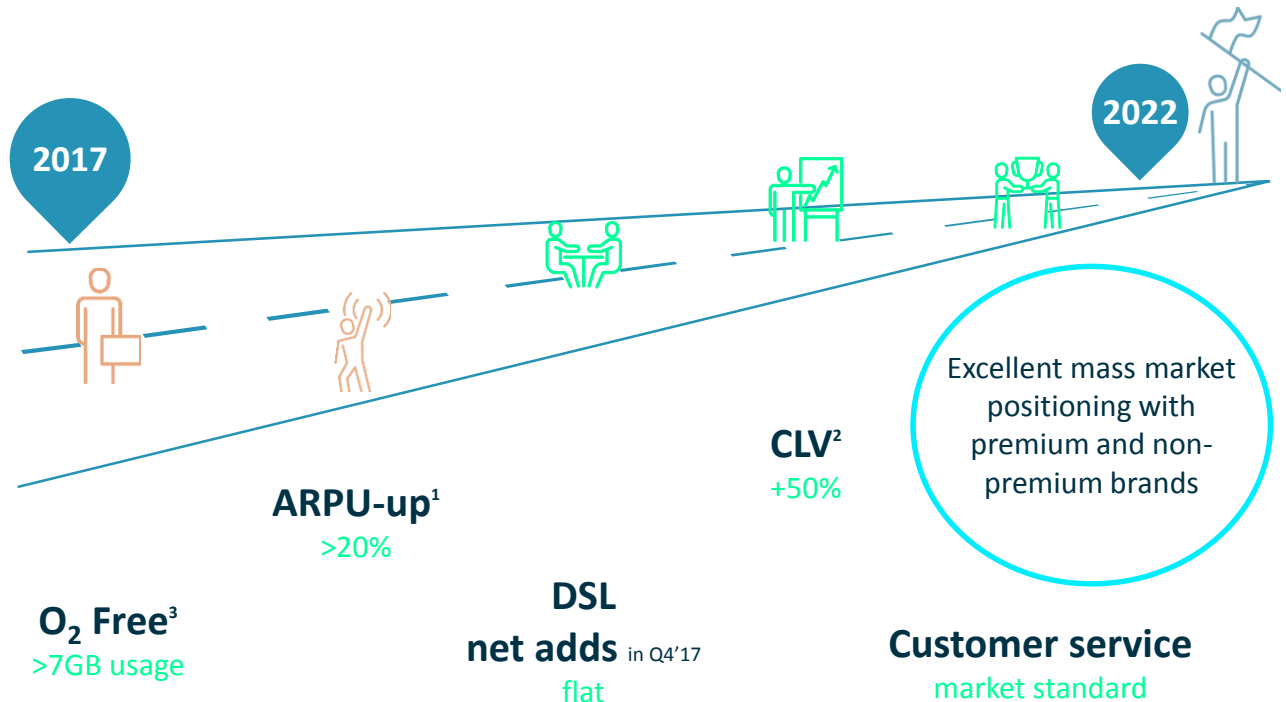 2017
2022
Excellent mass market
positioning with
premium and non-
premium brands
CLV²
+50%
ARPU-up¹
>20%
DSL
net adds in Q4’17
flat
O₂ Free³
>7GB usage
Customer service
market standard